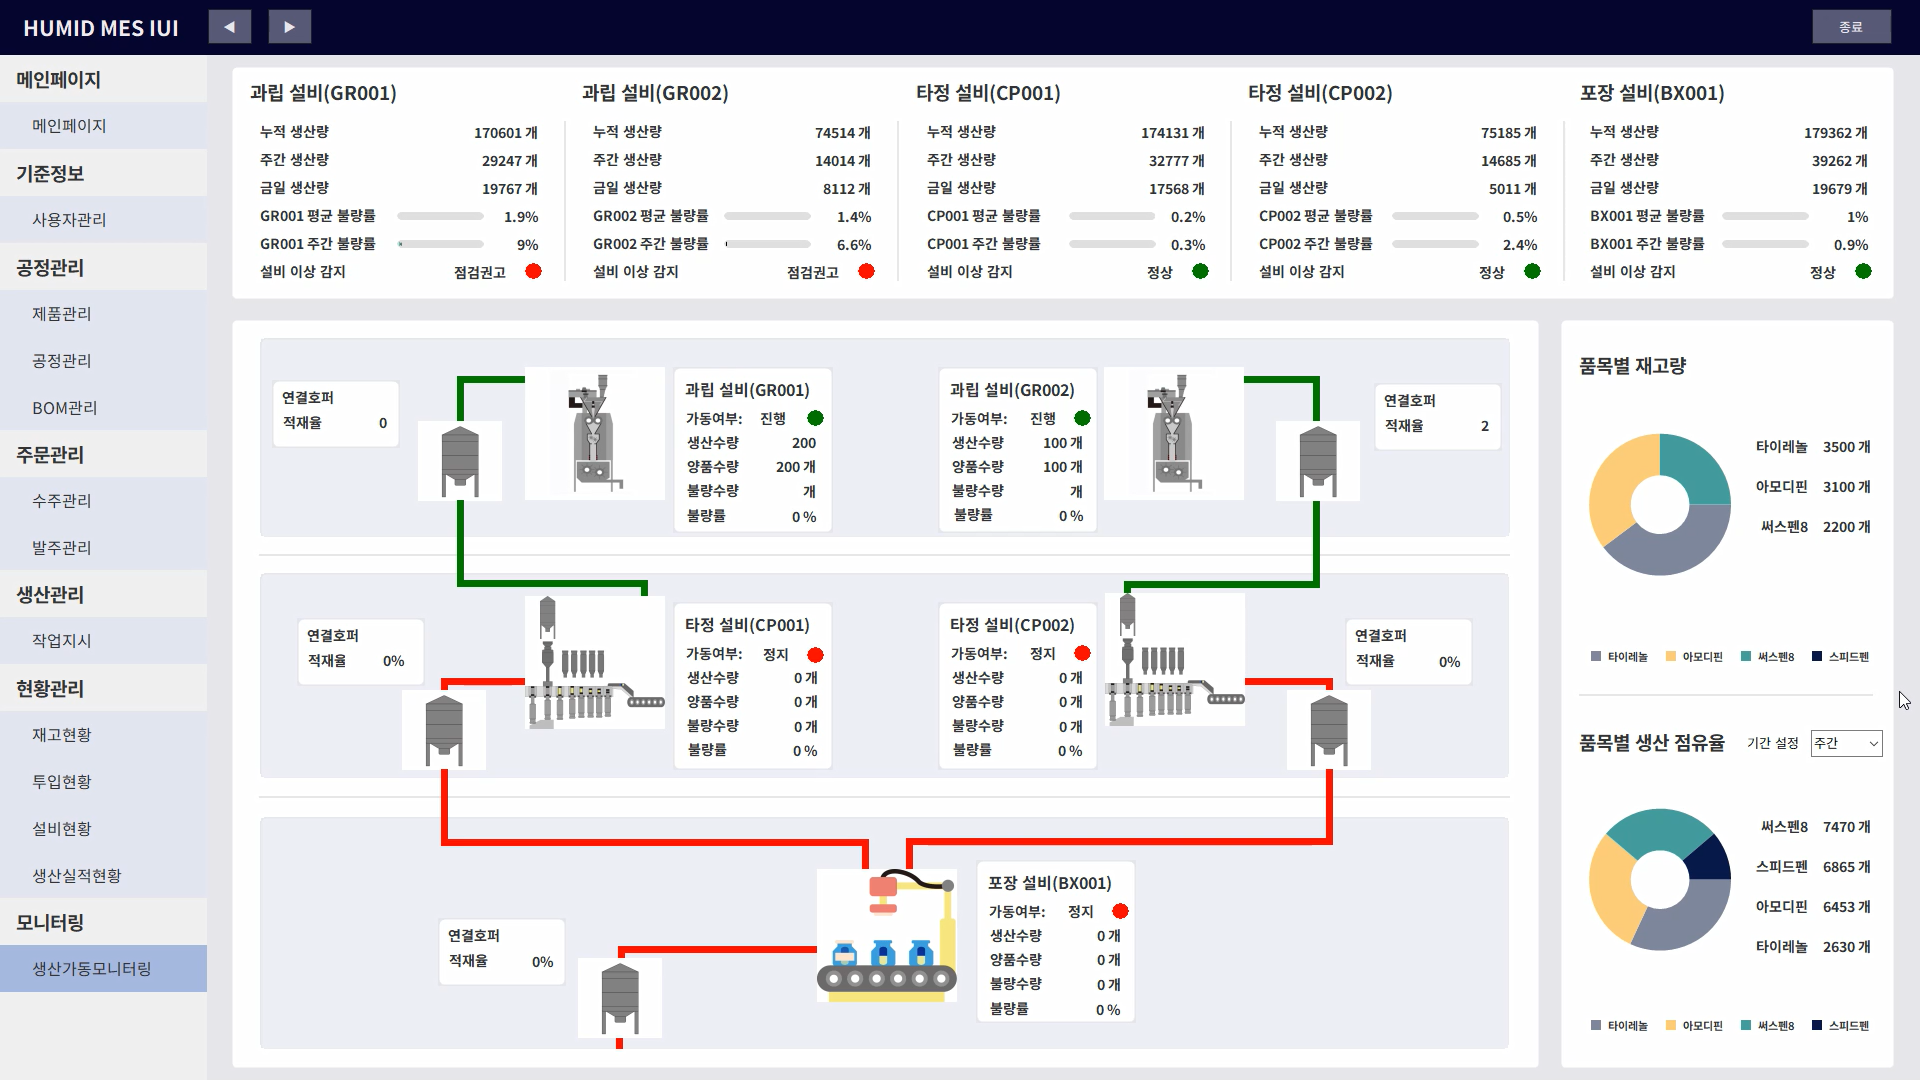 HUMID MES IUI
종료
메인페이지
메인페이지
기준정보
사용자관리
공정관리
제품관리
공정관리
BOM관리
주문관리
수주관리
발주관리
생산관리
작업지시
현황관리
재고현황
투입현황
설비현황
생산실적현황
모니터링
생산가동모니터링
과립 설비(GR001)
누적 생산량 170601 개
주간 생산량 29247 개
금일 생산량 19767 개
GR001 평균 불량률 1.9%
GR001 주간 불량률 9%
설비 이상 감지 점검권고
과립 설비(GR002)
누적 생산량 74514 개
주간 생산량 14014 개
금일 생산량 8112 개
GR002 평균 불량률 1.4%
GR002 주간 불량률 6.6%
설비 이상 감지 점검권고
타정 설비(CP001)
누적 생산량 174131 개
주간 생산량 32777 개
금일 생산량 17568 개
CP001 평균 불량률 0.2%
CP001 주간 불량률 0.3%
설비 이상 감지 정상
타정 설비(CP002)
누적 생산량 75185 개
주간 생산량 14685 개
금일 생산량 5011 개
CP002 평균 불량률 0.5%
CP002 주간 불량률 2.4%
설비 이상 감지 정상
포장 설비(BX001)
누적 생산량 179362 개
주간 생산량 39262 개
금일 생산량 19679 개
BX001 평균 불량률 1%
BX001 주간 불량률 0.9%
설비 이상 감지 정상
연결호퍼
적재율 0
과립 설비(GR001)
가동여부: 진행
생산수량 200
양품수량 200 개
불량수량 개
불량률 0 %
과립 설비(GR002)
가동여부: 진행
생산수량 100 개
양품수량 100 개
불량수량 개
불량률 0 %
연결호퍼
적재율 2
연결호퍼
적재율 0%
타정 설비(CP001)
가동여부: 정지
생산수량 0 개
양품수량 0 개
불량수량 0 개
불량률 0 %
타정 설비(CP002)
가동여부: 정지
생산수량 0 개
양품수량 0 개
불량수량 0 개
불량률 0 %
연결호퍼
적재율 0%
연결호퍼
적재율 0%
포장 설비(BX001)
가동여부: 정지
생산수량 0 개
양품수량 0 개
불량수량 0 개
불량률 0 %
품목별 재고량
타이레놀 3500 개
아모디핀 3100 개
써스펜8 2200 개
타이레놀 아모디핀 써스펜8 스피드펜
품목별 생산 점유율 기간 설정 주간
써스펜8 7470 개
스피드펜 6865 개
아모디핀 6453 개
타이레놀 2630 개
타이레놀 아모디핀 써스펜8 스피드펜